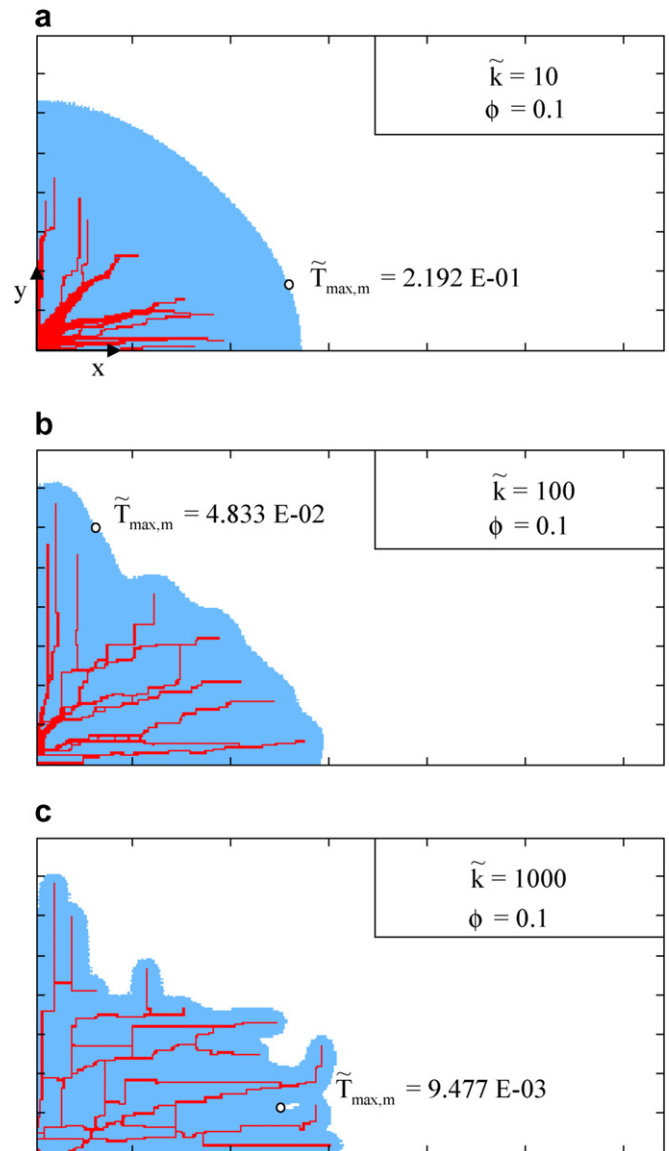 a
k̃ = 10
ϕ = 0.1
T̃max,m = 2.192 E-01
y
x
b
k̃ = 100
ϕ = 0.1
T̃max,m = 4.833 E-02
c
k̃ = 1000
ϕ = 0.1
T̃max,m = 9.477 E-03